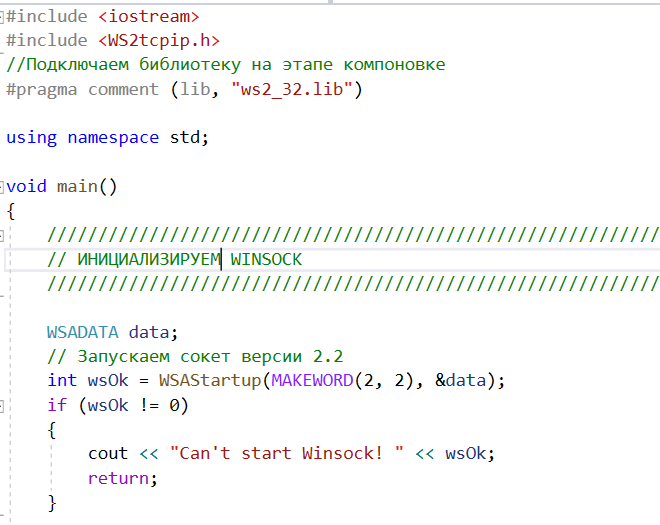 #include <iostream>
#include <WS2tcpip.h>
//Подключаем библиотеку на этапе компоновке
#pragma comment (lib, "ws2_32.lib")
using namespace std;
void main()
{
////////////////////////////////////////////////////////////
// ИНИЦИАЛИЗИРУЕМ WINSOCK
////////////////////////////////////////////////////////////
WSADATA data;
// Запускаем сокет версии 2.2
int wsOk = WSAStartup(MAKEWORD(2, 2), &data);
if (wsOk != 0)
{
cout << "Can't start Winsock! " << wsOk;
return;
}